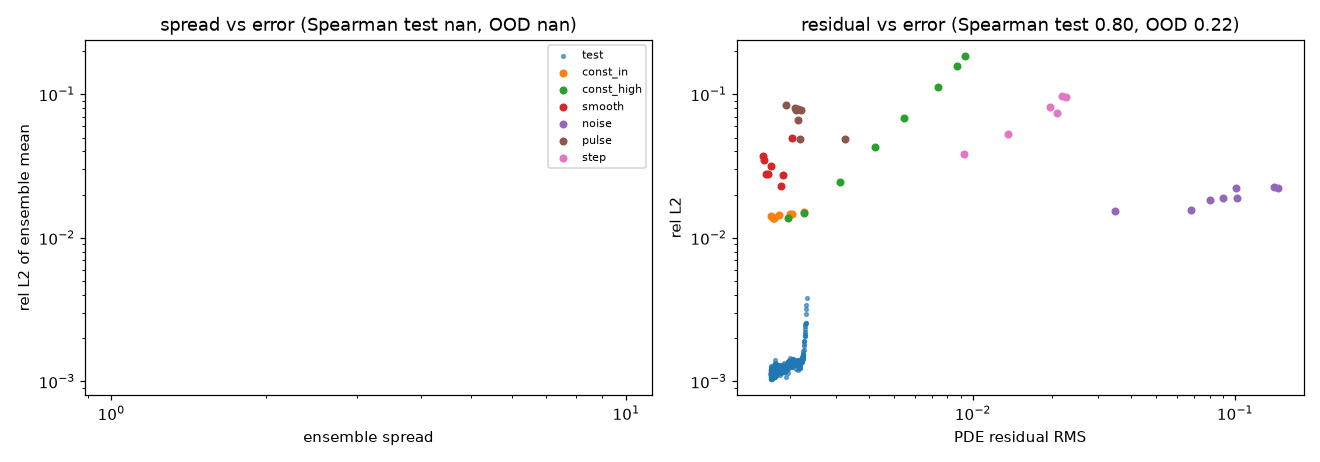 spread vs error (Spearman test nan, OOD nan)
rel L2 of ensemble mean
10⁻¹
10⁻²
10⁻³
10⁰
10¹
ensemble spread
test
const_in
const_high
smooth
noise
pulse
step
residual vs error (Spearman test 0.80, OOD 0.22)
rel L2
10⁻¹
10⁻²
10⁻³
10⁻²
10⁻¹
PDE residual RMS